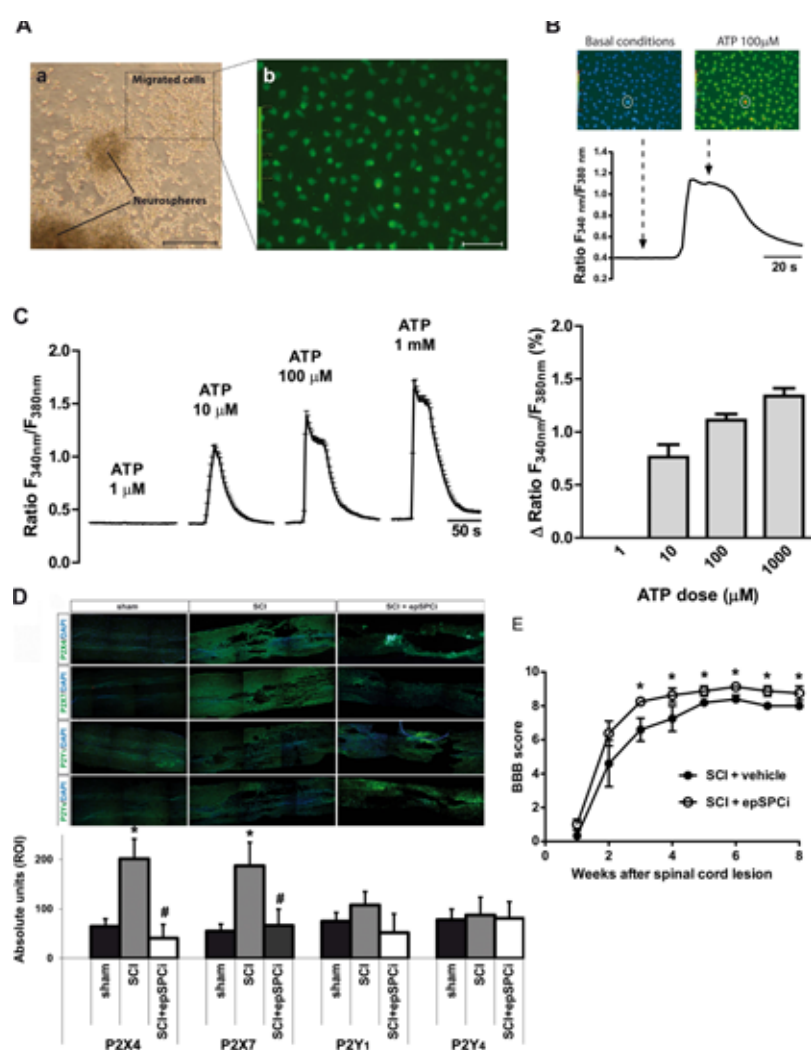 A
a
Migrated cells
Neurospheres
b
B
Basal conditions
ATP 100µM
Ratio F340 nm/F380 nm
1.4
1.2
1.0
0.8
0.6
0.4
0.2
20 s
C
Ratio F340nm/F380nm
2.0
1.5
1.0
0.5
0.0
ATP
1 µM
ATP
10 µM
ATP
100 µM
ATP
1 mM
50 s
Δ Ratio F340nm/F380nm (%)
2.0
1.5
1.0
0.5
0.0
1
10
100
1000
ATP dose (µM)
D
sham
SCI
SCI + epSPCi
P2X4/DAPI
P2X7/DAPI
Absolute units (ROI)
200
100
0
*
#
*
#
sham
SCI
SCI+epSPCi
sham
SCI
SCI+epSPCi
sham
SCI
SCI+epSPCi
sham
SCI
SCI+epSPCi
P2X4
P2X7
P2Y1
P2Y4
E
BBB score
10
8
6
4
2
0
* * * * * *
SCI + vehicle
SCI + epSPCi
0
2
4
6
8
Weeks after spinal cord lesion